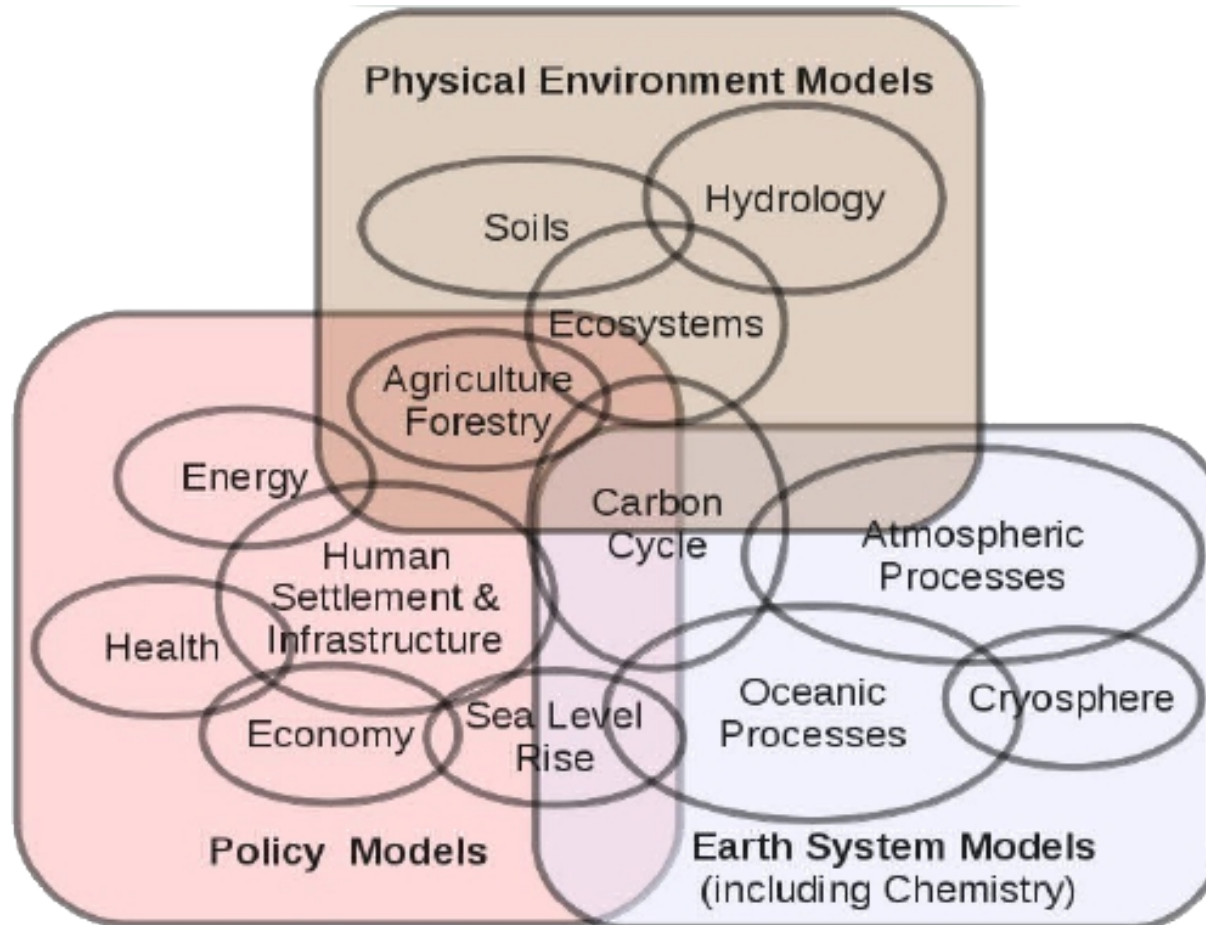 Physical Environment Models
Hydrology
Soils
Ecosystems
Agriculture
Forestry
Energy
Carbon
Cycle
Atmospheric
Processes
Human
Settlement &
Infrastructure
Health
Oceanic
Processes
Cryosphere
Economy
Sea Level
Rise
Policy Models
Earth System Models
(including Chemistry)